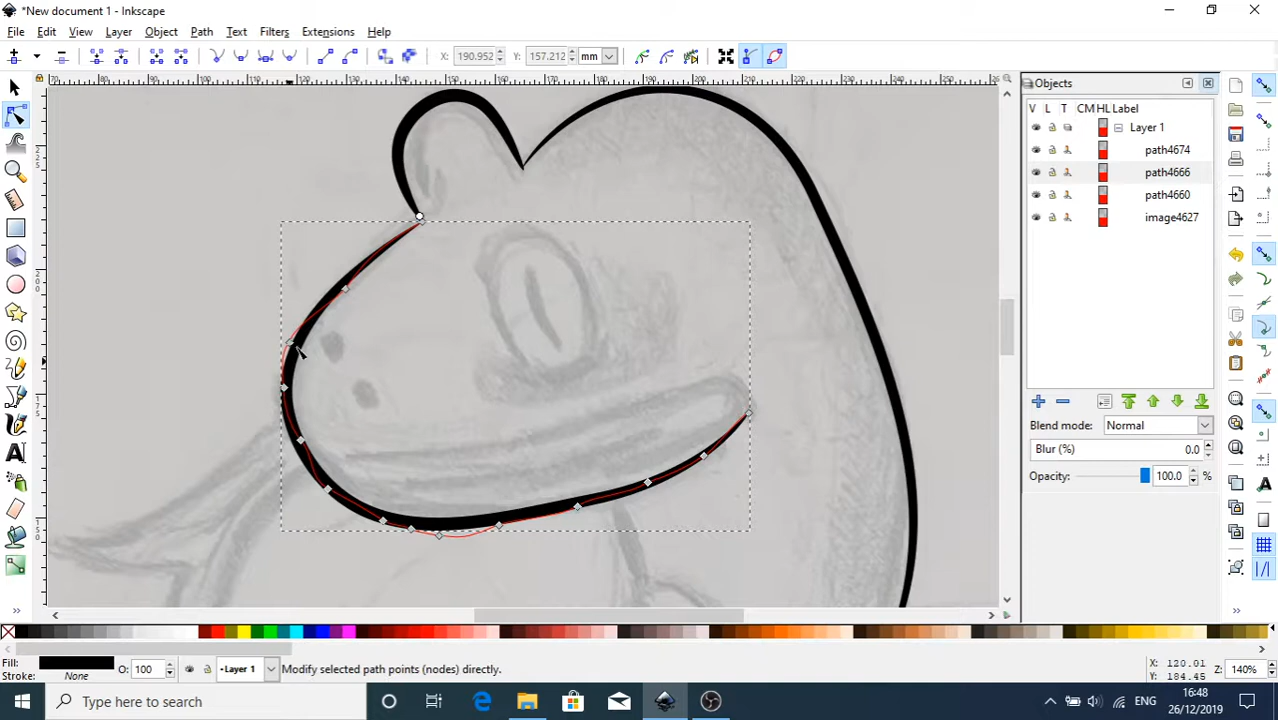 *New document 1 - Inkscape
File Edit View Layer Object Path Text Filters Extensions Help
X: 190.952 Y: 157.212 mm
Objects
V L T CM HL Label
Layer 1
path4674
path4666
path4660
image4627
Blend mode: Normal
Blur (%) 0.0
Opacity: 100.0 %
Fill:
Stroke: None
O: 100
Layer 1
Modify selected path points (nodes) directly.
X: 120.01
Y: 184.45
Z: 140%
Type here to search
ENG
16:48
26/12/2019